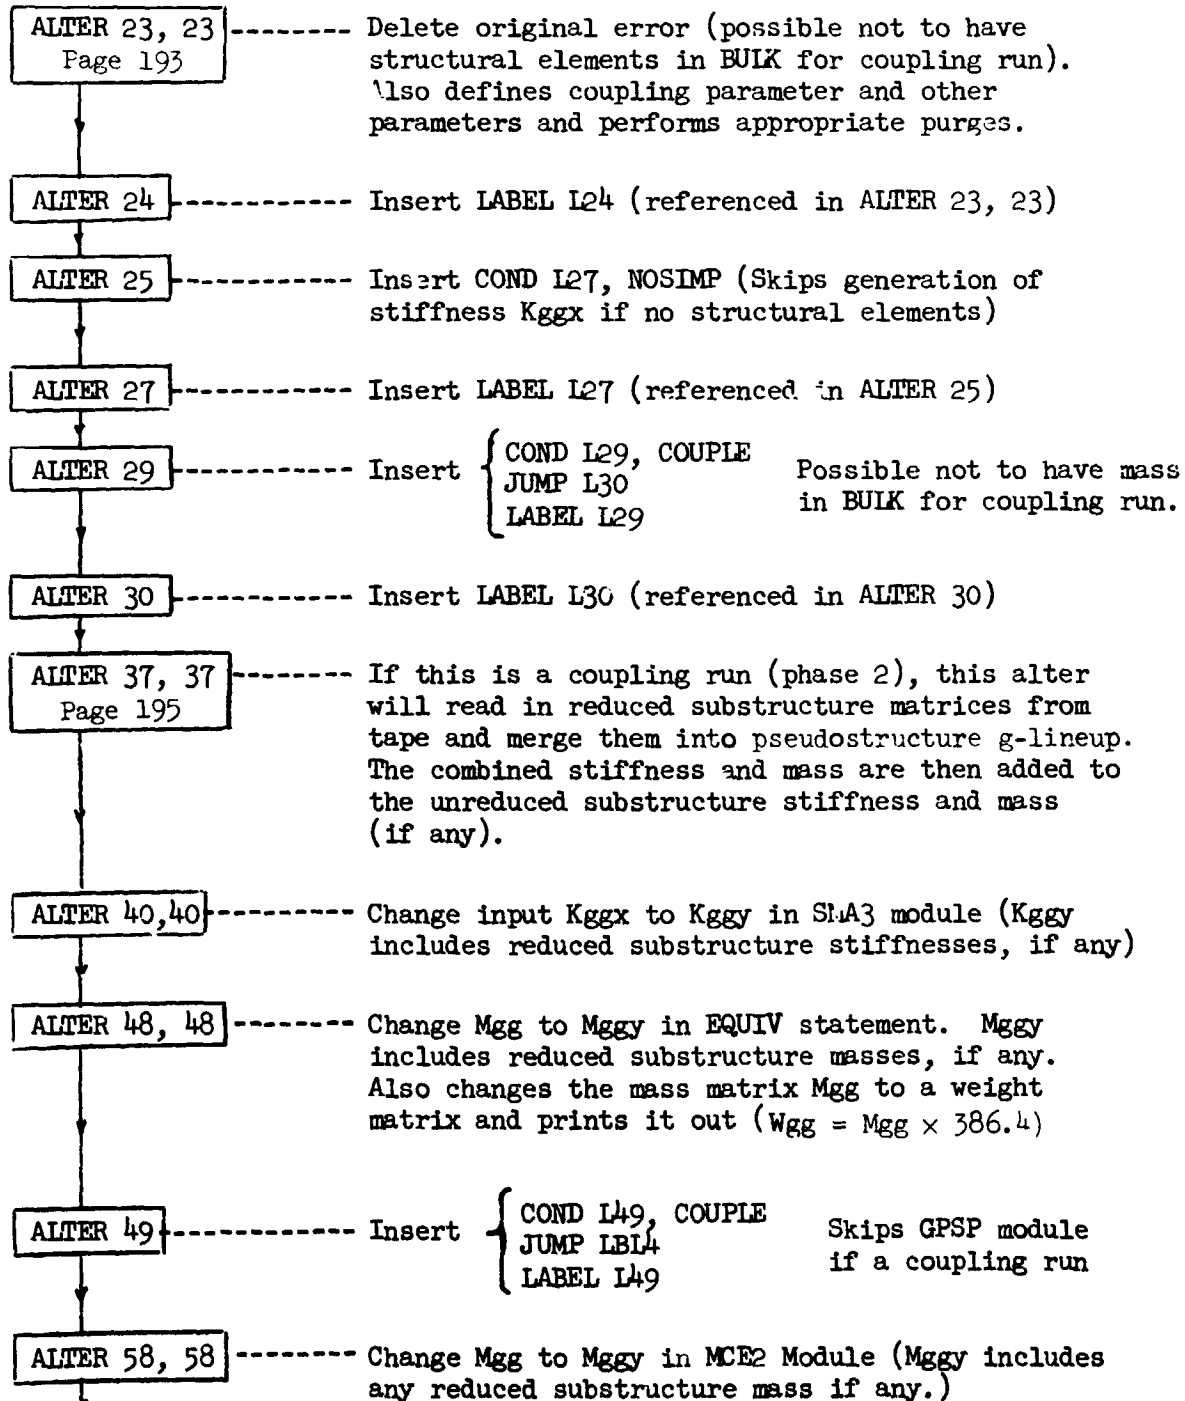 ALTER 23, 23 Delete original error (possible not to have
Page 193 structural elements in BULK for coupling run).
Also defines coupling parameter and other
parameters and performs appropriate purges.
ALTER 24 Insert LABEL L24 (referenced in ALTER 23, 23)
ALTER 25 Insert COND L27, NOSIMP (Skips generation of
stiffness Kggx if no structural elements)
ALTER 27 Insert LABEL L27 (referenced in ALTER 25)
ALTER 29 Insert COND L29, COUPLE
JUMP L30
LABEL L29
Possible not to have mass
in BULK for coupling run.
ALTER 30 Insert LABEL L30 (referenced in ALTER 30)
ALTER 37, 37 If this is a coupling run (phase 2), this alter
Page 195 will read in reduced substructure matrices from
tape and merge them into pseudostructure g-lineup.
The combined stiffness and mass are then added to
the unreduced substructure stiffness and mass
(if any).
ALTER 40,40 Change input Kggx to Kggy in SMA3 module (Kggy
includes reduced substructure stiffnesses, if any)
ALTER 48, 48 Change Mgg to Mggy in EQUIV statement. Mggy
includes reduced substructure masses, if any.
Also changes the mass matrix Mgg to a weight
matrix and prints it out (Wgg = Mgg × 386.4)
ALTER 49 Insert COND L49, COUPLE
JUMP LBL4
LABEL L49
Skips GPSP module
if a coupling run
ALTER 58, 58 Change Mgg to Mggy in MCE2 Module (Mggy includes
any reduced substructure mass if any.)